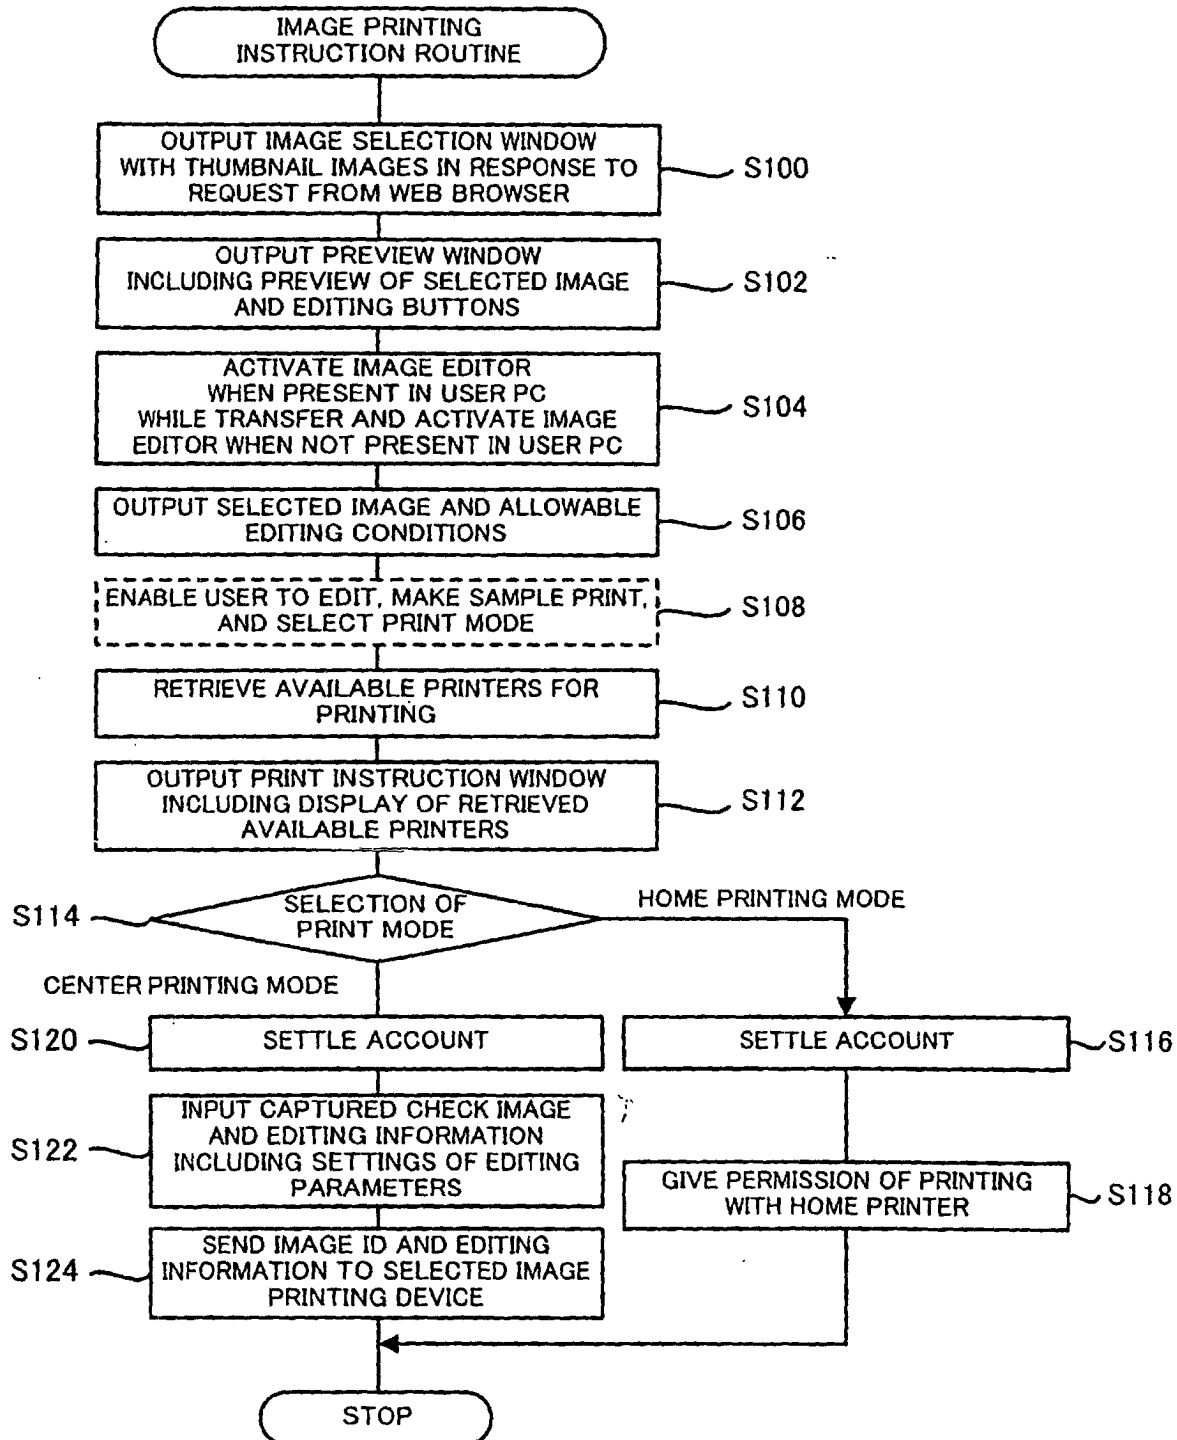 IMAGE PRINTING
INSTRUCTION ROUTINE
OUTPUT IMAGE SELECTION WINDOW
WITH THUMBNAIL IMAGES IN RESPONSE TO
REQUEST FROM WEB BROWSER
S100
OUTPUT PREVIEW WINDOW
INCLUDING PREVIEW OF SELECTED IMAGE
AND EDITING BUTTONS
S102
ACTIVATE IMAGE EDITOR
WHEN PRESENT IN USER PC
WHILE TRANSFER AND ACTIVATE IMAGE
EDITOR WHEN NOT PRESENT IN USER PC
S104
OUTPUT SELECTED IMAGE AND ALLOWABLE
EDITING CONDITIONS
S106
ENABLE USER TO EDIT, MAKE SAMPLE PRINT,
AND SELECT PRINT MODE
S108
RETRIEVE AVAILABLE PRINTERS FOR
PRINTING
S110
OUTPUT PRINT INSTRUCTION WINDOW
INCLUDING DISPLAY OF RETRIEVED
AVAILABLE PRINTERS
S112
S114
SELECTION OF
PRINT MODE
HOME PRINTING MODE
CENTER PRINTING MODE
S120
SETTLE ACCOUNT
SETTLE ACCOUNT
S116
S122
INPUT CAPTURED CHECK IMAGE
AND EDITING INFORMATION
INCLUDING SETTINGS OF EDITING
PARAMETERS
GIVE PERMISSION OF PRINTING
WITH HOME PRINTER
S118
S124
SEND IMAGE ID AND EDITING
INFORMATION TO SELECTED IMAGE
PRINTING DEVICE
STOP